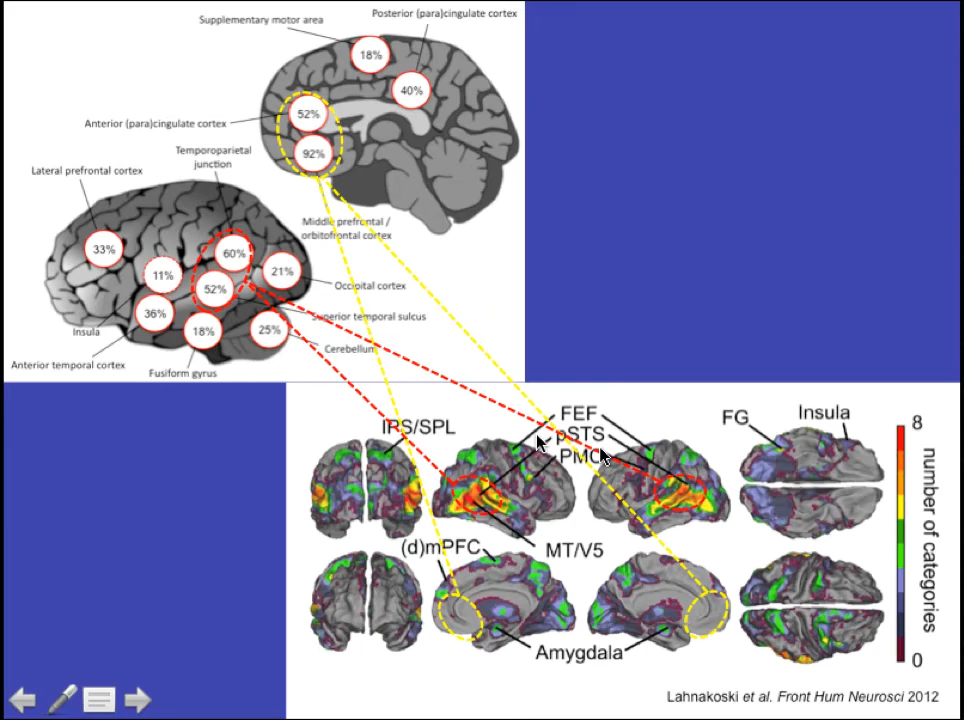 Posterior (para)cingulate cortex
Supplementary motor area
18%
40%
Anterior (para)cingulate cortex
52%
92%
Temporoparietal
junction
Lateral prefrontal cortex
Middle prefrontal /
orbitofrontal cortex
33%
60%
11%
21%
52%
Occipital cortex
36%
Superior temporal sulcus
18%
25%
Insula
Cerebellum
Anterior temporal cortex
Fusiform gyrus
IPS/SPL
FEF
pSTS
PMC
FG
Insula
8
number of categories
0
(d)mPFC
MT/V5
Amygdala
Lahnakoski et al. Front Hum Neurosci 2012